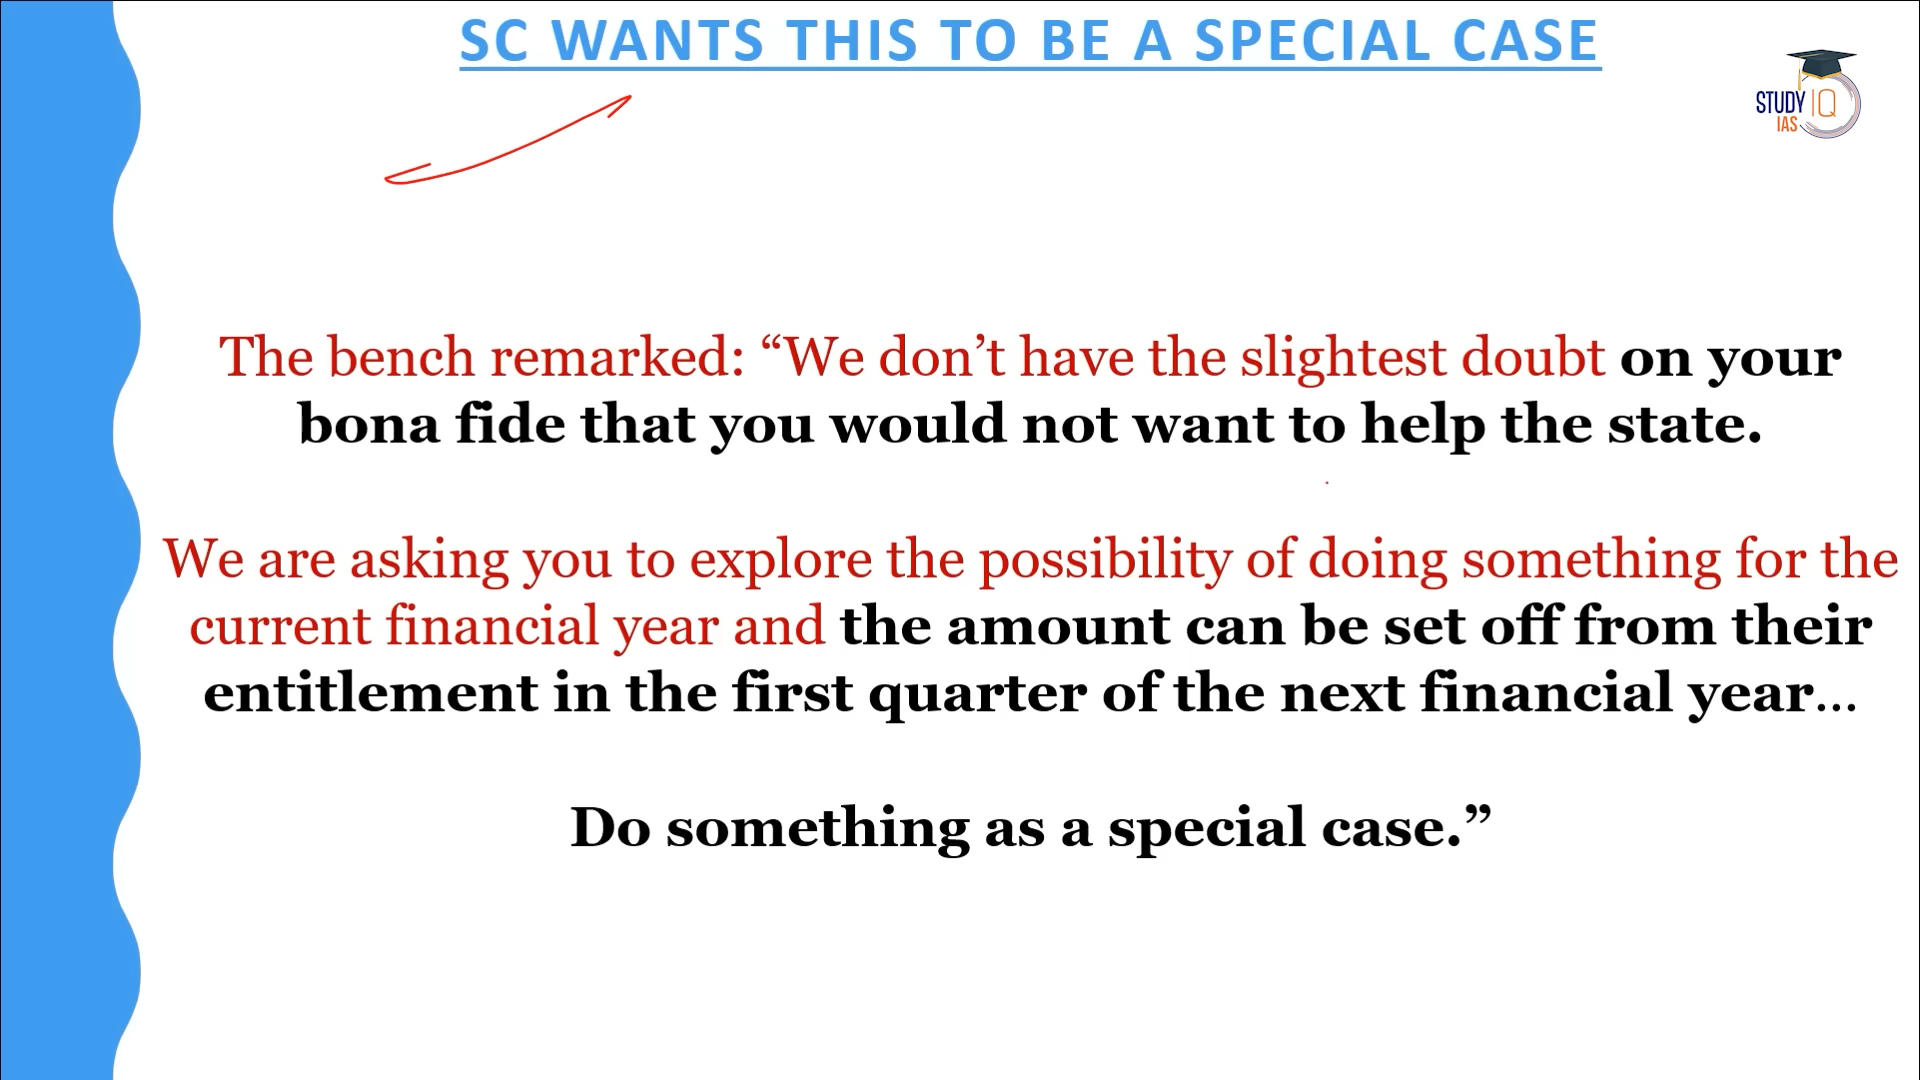 SC WANTS THIS TO BE A SPECIAL CASE
STUDY IQ
IAS
The bench remarked: “We don’t have the slightest doubt on your
bona fide that you would not want to help the state.
We are asking you to explore the possibility of doing something for the
current financial year and the amount can be set off from their
entitlement in the first quarter of the next financial year...
Do something as a special case.”